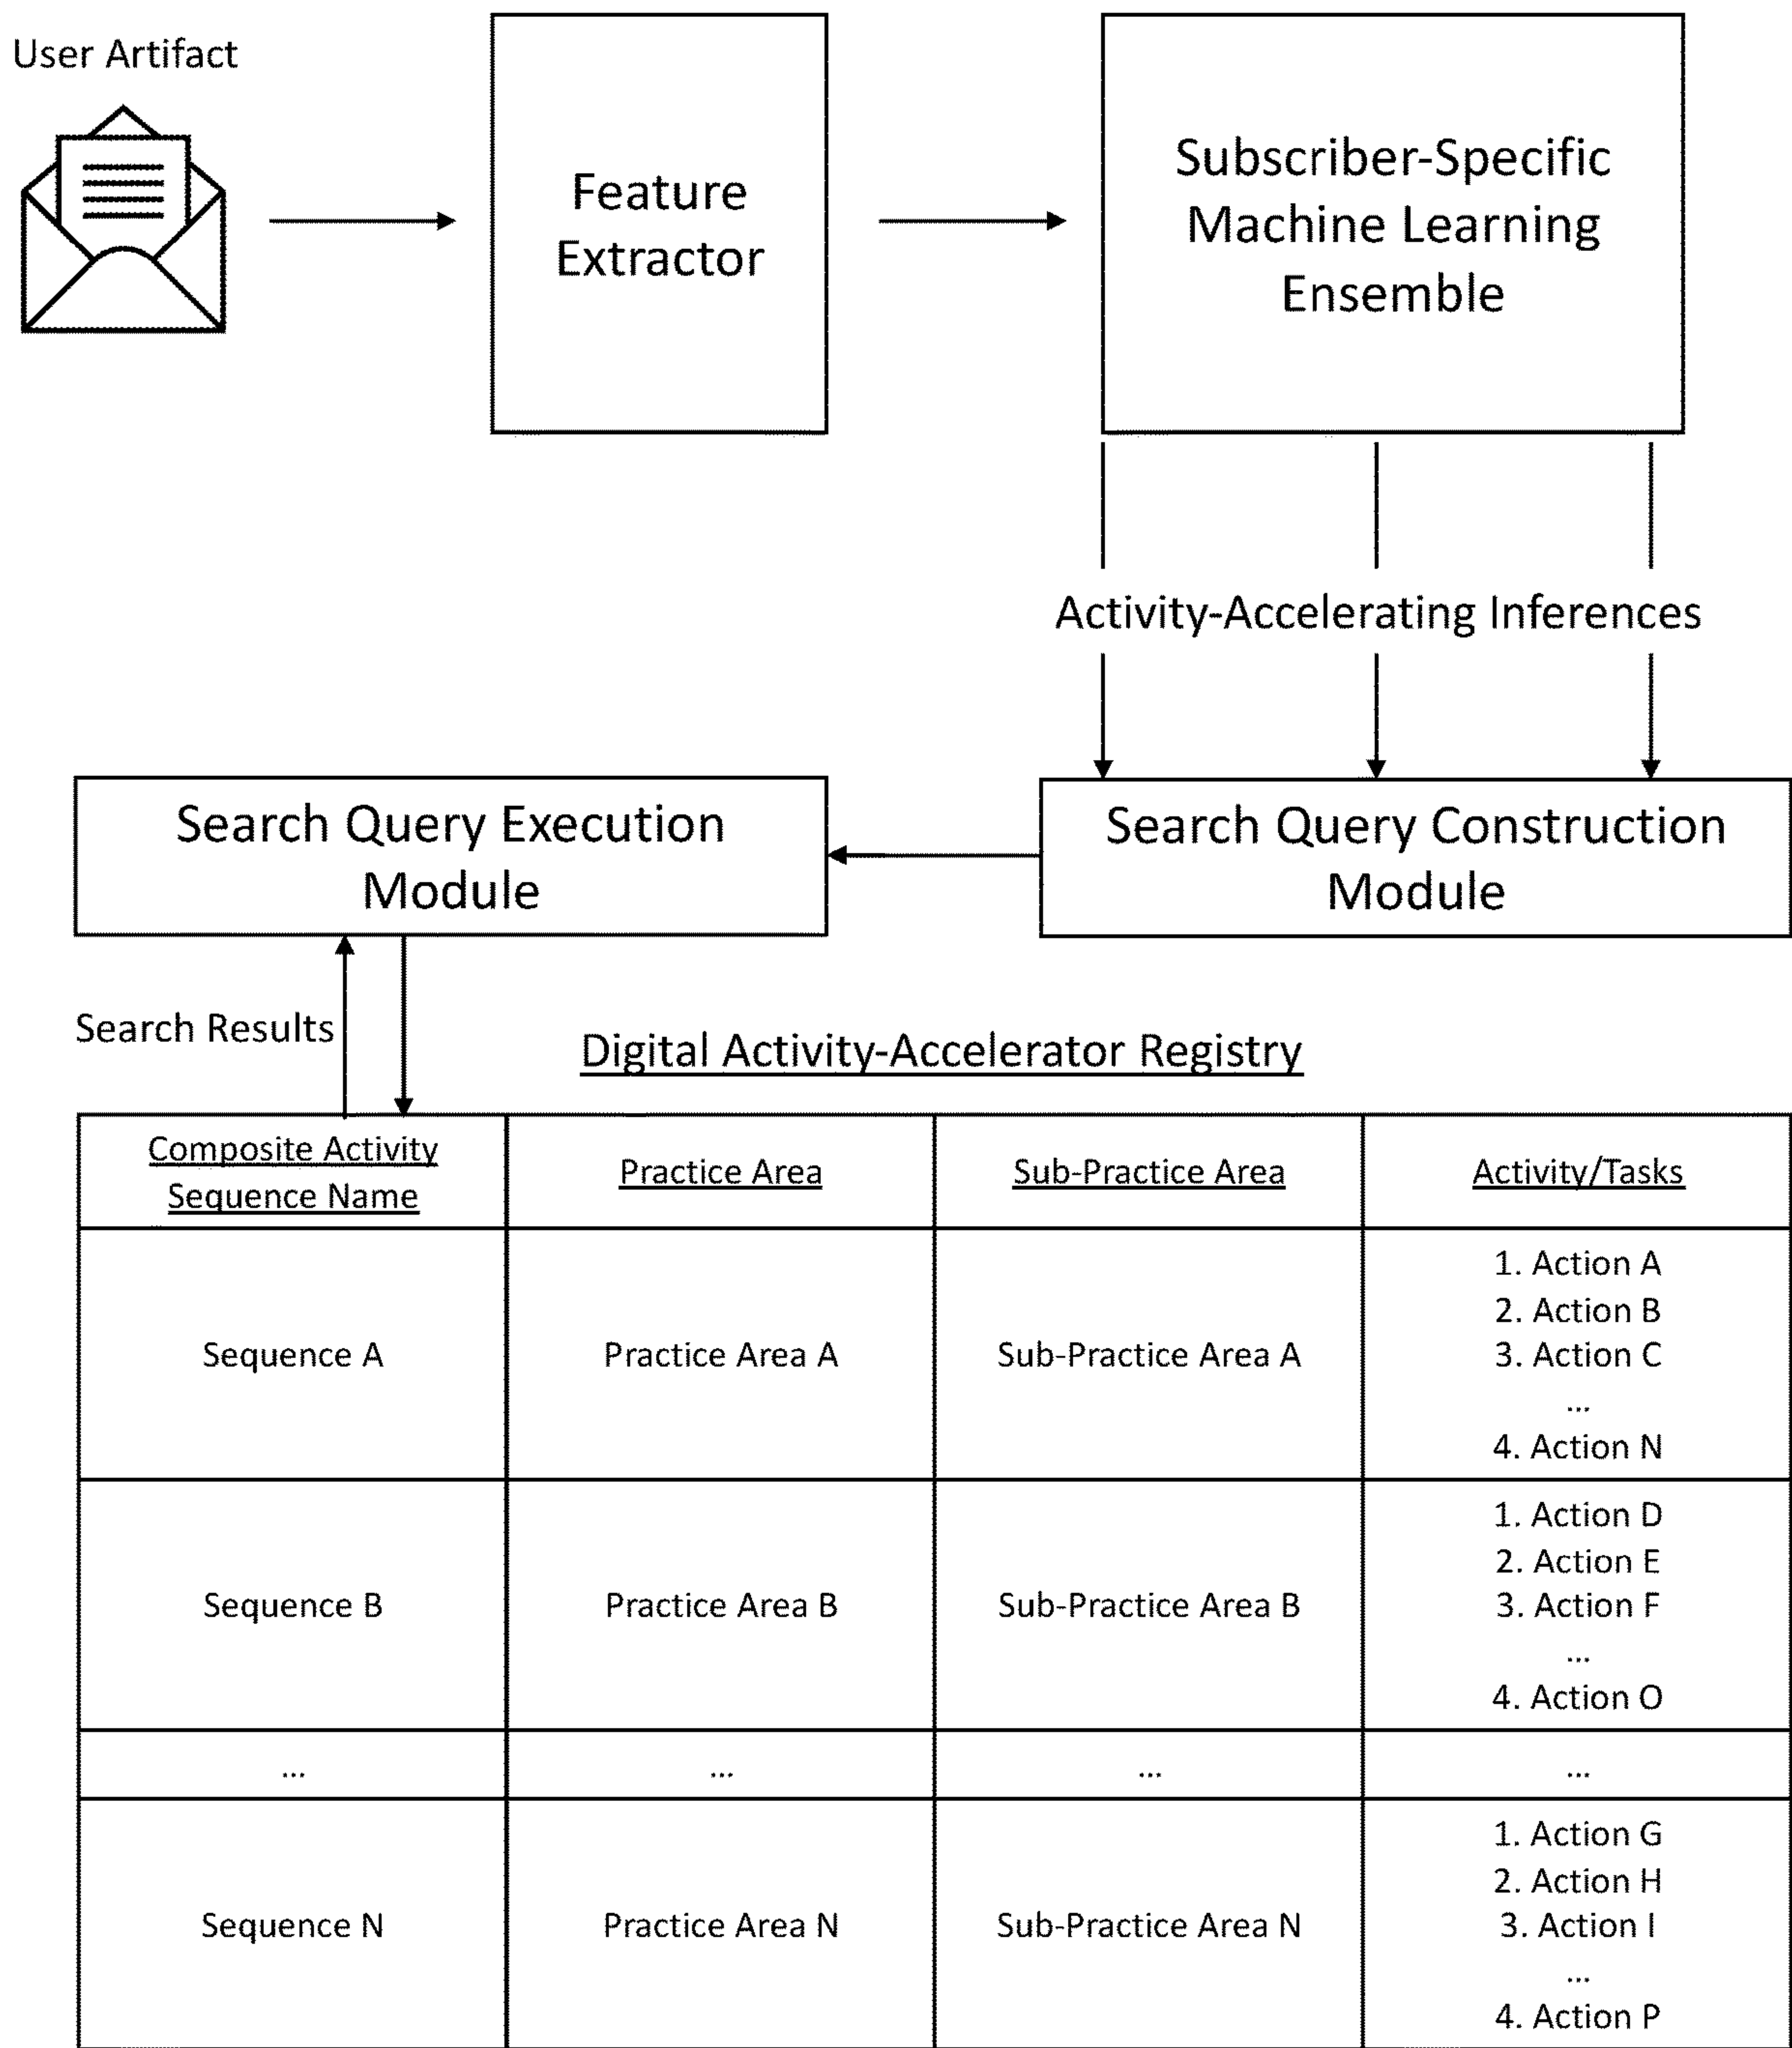 User Artifact
Feature
Extractor
Subscriber-Specific
Machine Learning
Ensemble
Activity-Accelerating Inferences
Search Query Execution
Module
Search Query Construction
Module
Search Results
Digital Activity-Accelerator Registry
Composite Activity
Sequence Name
Practice Area
Sub-Practice Area
Activity/Tasks
Sequence A
Practice Area A
Sub-Practice Area A
1. Action A
2. Action B
3. Action C
...
4. Action N
Sequence B
Practice Area B
Sub-Practice Area B
1. Action D
2. Action E
3. Action F
...
4. Action O
...
...
...
...
Sequence N
Practice Area N
Sub-Practice Area N
1. Action G
2. Action H
3. Action I
...
4. Action P